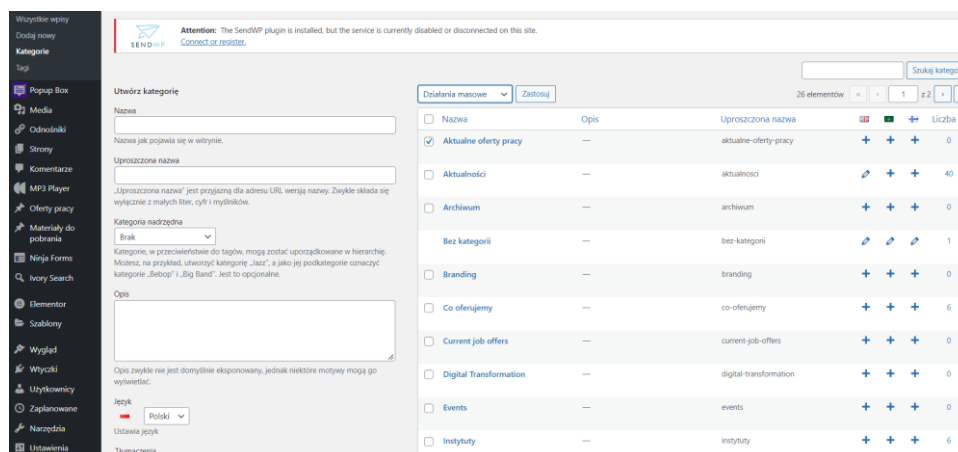 Wszystkie wpisy
Dodaj nowy
Kategorie
Tagi
Popup Box
Media
Odnośniki
Strony
Komentarze
MP3 Player
Oferty pracy
Materiały do
pobrania
Ninja Forms
Ivory Search
Elementor
Szablony
Wygląd
Wtyczki
Użytkownicy
Zaplanowane
Narzędzia
Ustawienia
SENDWP
Attention: The SendWP plugin is installed, but the service is currently disabled or disconnected on this site.
Connect or register.
Szukaj katego
Utwórz kategorię
Nazwa
Nazwa jak pojawia się w witrynie.
Uproszczona nazwa
„Uproszczona nazwa” jest przyjazną dla adresu URL wersją nazwy. Zwykle składa się
wyłącznie z małych liter, cyfr i myślników.
Kategoria nadrzędna
Brak
Kategorie, w przeciwieństwie do tagów, mogą zostać uporządkowane w hierarchię.
Możesz, na przykład, utworzyć kategorię „Jazz”, a jako jej podkategorie oznaczyć
kategorie „Bebop” i „Big Band”. Jest to opcjonalne.
Opis
Opis zwykle nie jest domyślnie eksponowany, jednak niektóre motywy mogą go
wyświetlać.
Język
Polski
Ustawia język
Tłumaczenia
Działania masowe Zastosuj 26 elementów « ‹ 1 z 2 ›
Nazwa Opis Uproszczona nazwa Liczba
Aktualne oferty pracy — aktualne-oferty-pracy + + + 0
Aktualności — aktualnosci + + 40
Archiwum — archiwum + + + 0
Bez kategorii — bez-kategorii 1
Branding — branding + + + 0
Co oferujemy — co-oferujemy + + + 6
Current job offers — current-job-offers + + + 0
Digital Transformation — digital-transformation + + + 0
Events — events + + + 0
Instytuty — instytuty + + + 6